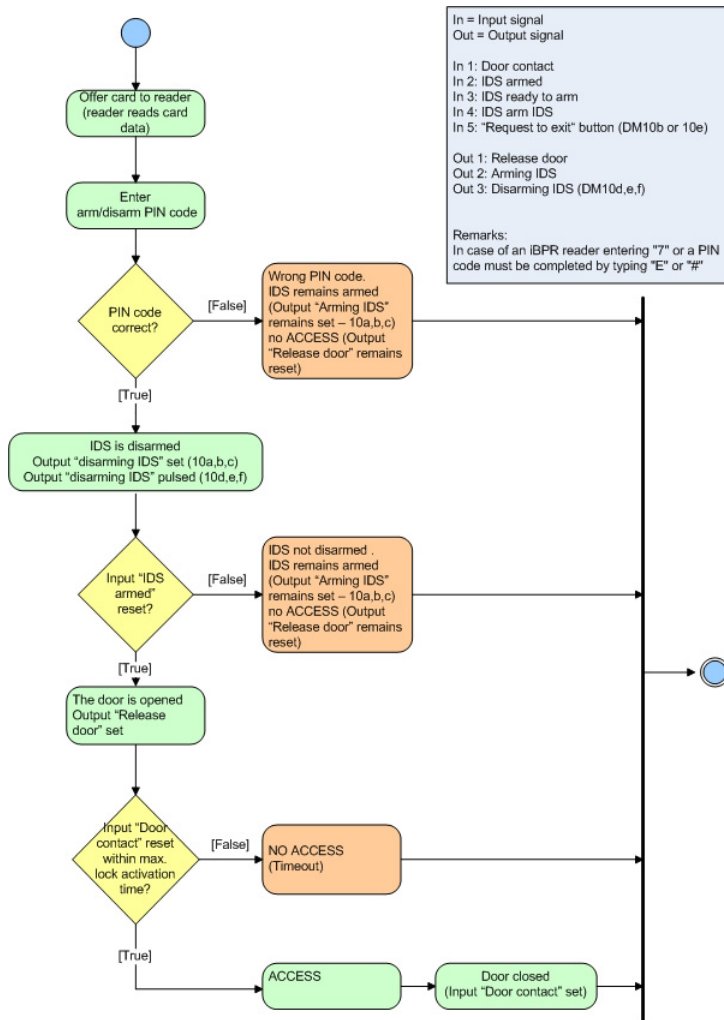 In = Input signal
Out = Output signal
In 1: Door contact
In 2: IDS armed
In 3: IDS ready to arm
In 4: IDS arm IDS
In 5: “Request to exit“ button (DM10b or 10e)
Out 1: Release door
Out 2: Arming IDS
Out 3: Disarming IDS (DM10d,e,f)
Remarks:
In case of an iBPR reader entering "7" or a PIN
code must be completed by typing "E" or "#"
Offer card to reader
(reader reads card
data)
Enter
arm/disarm PIN code
PIN code
correct?
[False]
Wrong PIN code.
IDS remains armed
(Output “Arming IDS”
remains set – 10a,b,c)
no ACCESS (Output
“Release door” remains
reset)
[True]
IDS is disarmed
Output “disarming IDS” set (10a,b,c)
Output “disarming IDS” pulsed (10d,e,f)
Input “IDS
armed”
reset?
[False]
IDS not disarmed .
IDS remains armed
(Output “Arming IDS”
remains set – 10a,b,c)
no ACCESS (Output
“Release door” remains
reset)
[True]
The door is opened
Output “Release
door” set
Input “Door
contact” reset
within max.
lock activation
time?
[False]
NO ACCESS
(Timeout)
[True]
ACCESS
Door closed
(Input “Door contact” set)